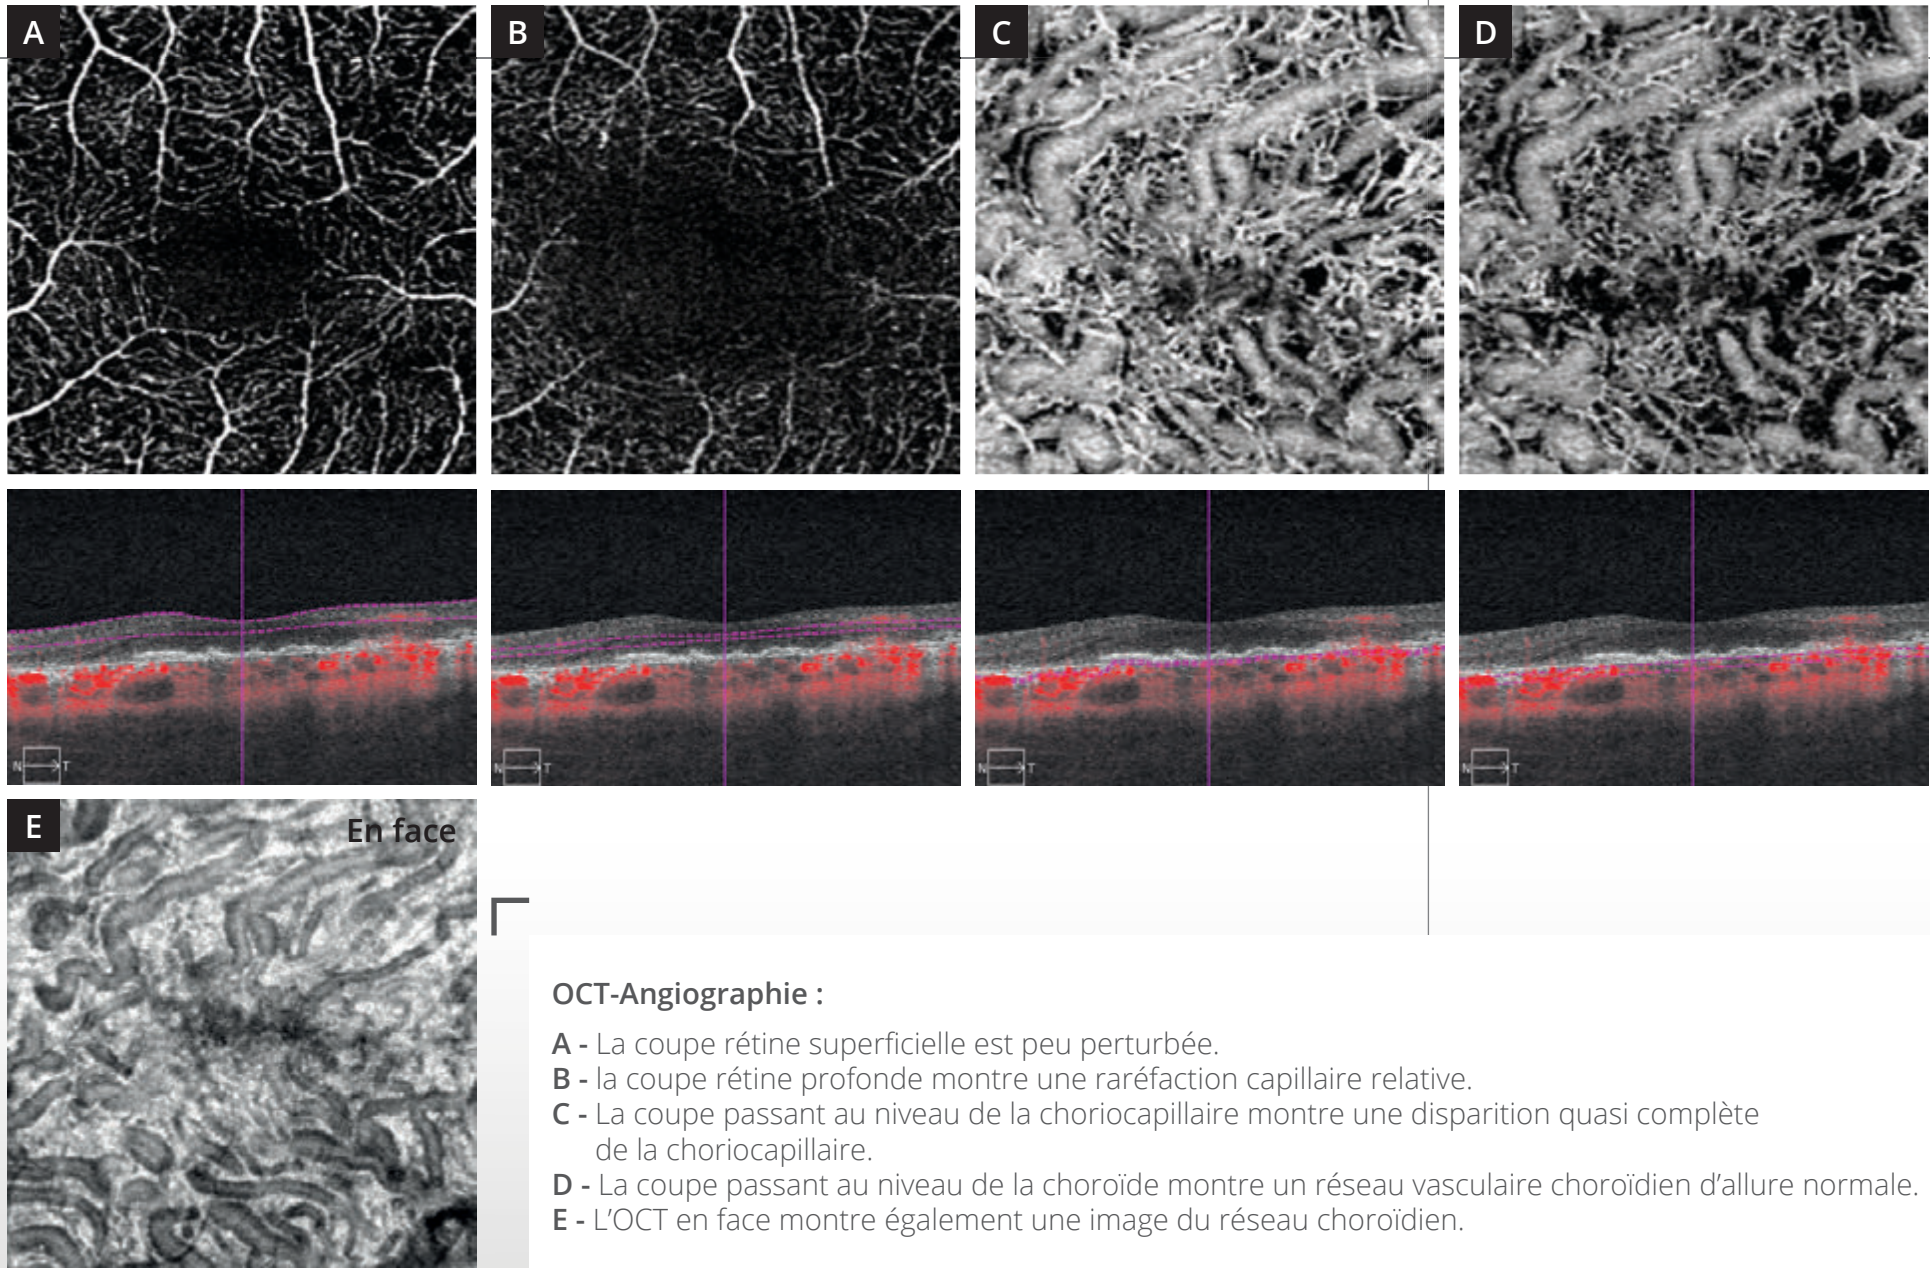 A
B
C
D
N T
N T
N T
N T
E
En face
OCT-Angiographie :
A - La coupe rétine superficielle est peu perturbée.
B - la coupe rétine profonde montre une raréfaction capillaire relative.
C - La coupe passant au niveau de la choriocapillaire montre une disparition quasi complète
de la choriocapillaire.
D - La coupe passant au niveau de la choroïde montre un réseau vasculaire choroïdien d’allure normale.
E - L’OCT en face montre également une image du réseau choroïdien.